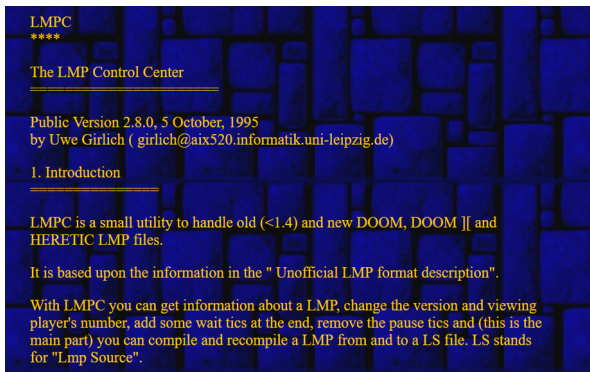 LMPC
****
The LMP Control Center
======================
Public Version 2.8.0, 5 October, 1995
by Uwe Girlich ( girlich@aix520.informatik.uni-leipzig.de)
1. Introduction
===============
LMPC is a small utility to handle old (<1.4) and new DOOM, DOOM ][ and
HERETIC LMP files.
It is based upon the information in the " Unofficial LMP format description".
With LMPC you can get information about a LMP, change the version and viewing
player's number, add some wait tics at the end, remove the pause tics and (this is the
main part) you can compile and recompile a LMP from and to a LS file. LS stands
for "Lmp Source".